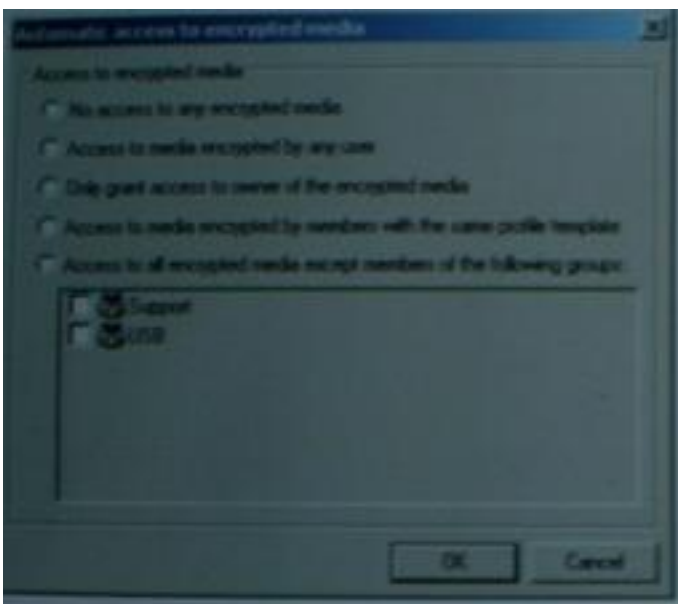 Automatic access to encrypted media
Access to encrypted media
No access to any encrypted media
Access to media encrypted by any user
Only grant access to owner of the encrypted media
Access to media encrypted by members with the same profile template
Access to all encrypted media except members of the following groups:
Support
USB
OK
Cancel